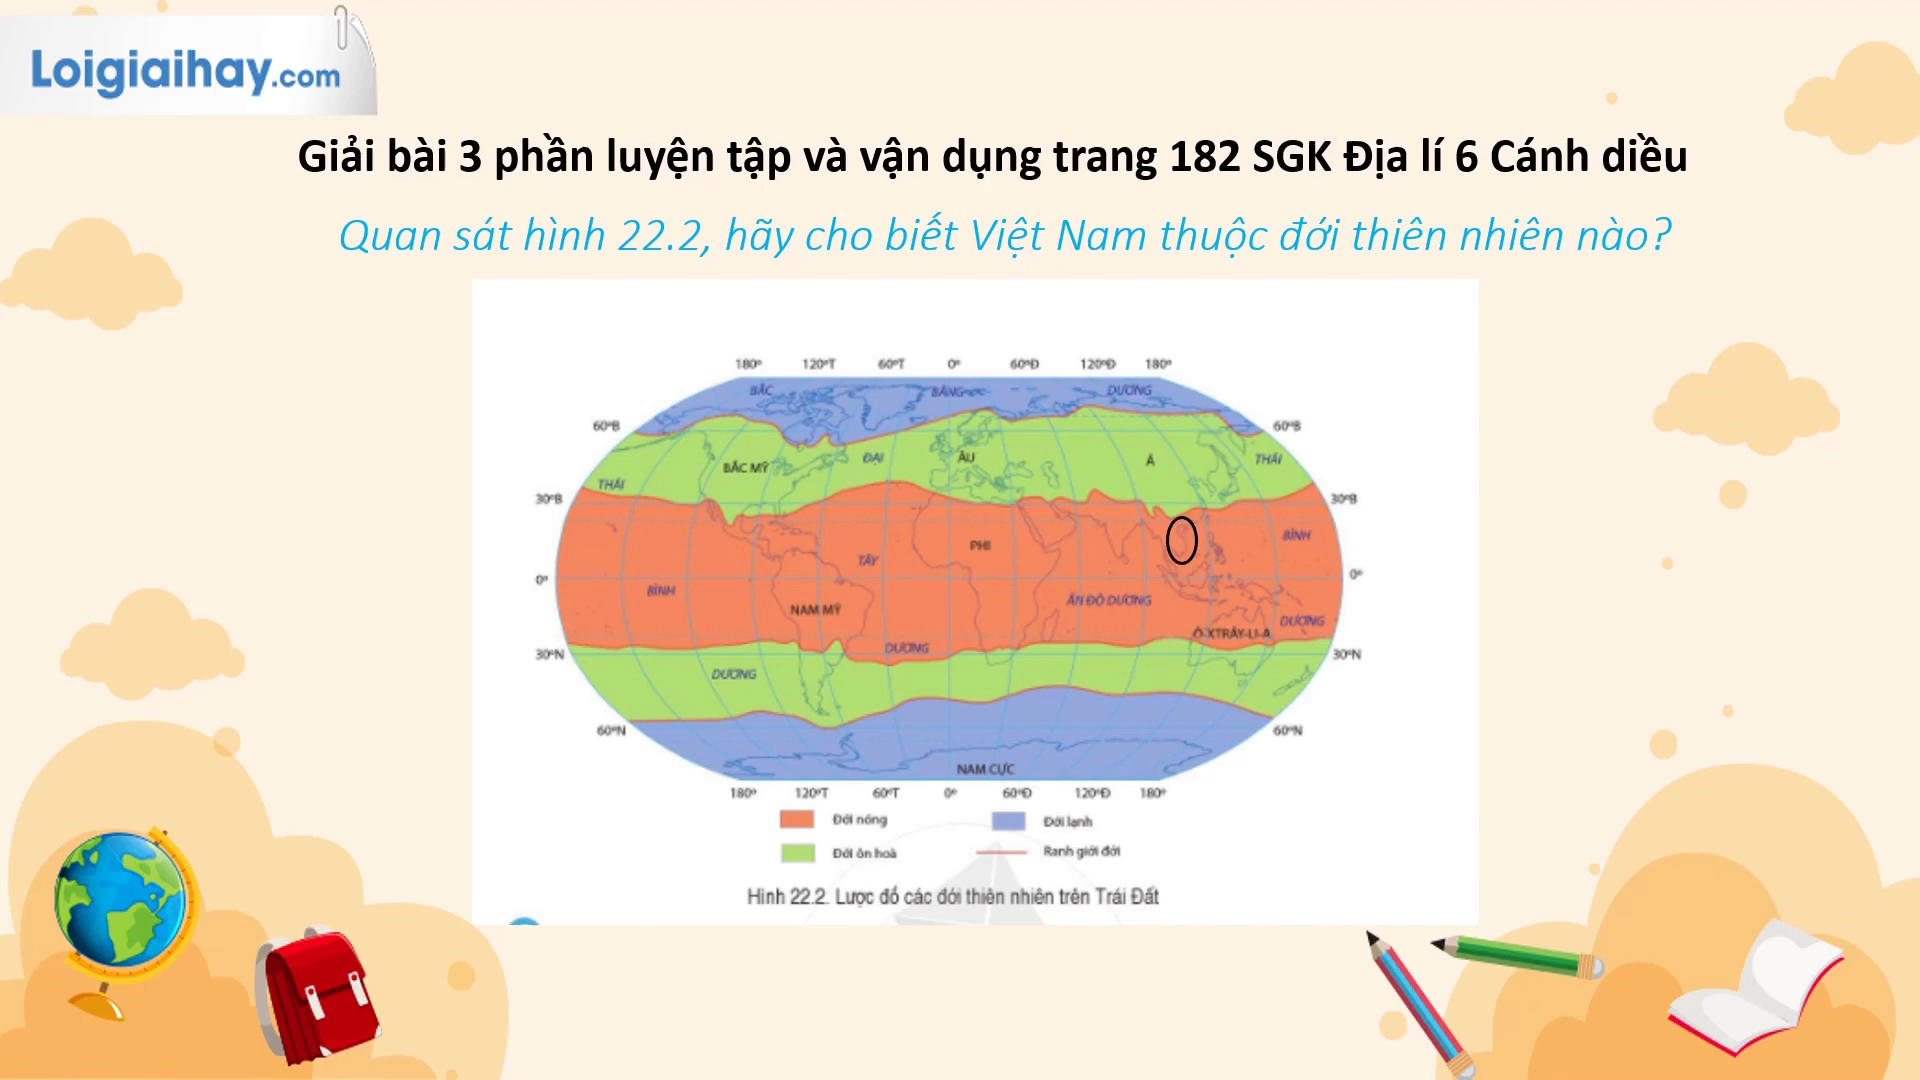 Loigiaihay.com
Giải bài 3 phần luyện tập và vận dụng trang 182 SGK Địa lí 6 Cánh diều
Quan sát hình 22.2, hãy cho biết Việt Nam thuộc đới thiên nhiên nào?
180° 120°T 60°T 0° 60°Đ 120°Đ 180°
BẮC BĂNG DƯƠNG
60°B 60°B
BẮC MỸ ĐẠI ÂU Á THÁI
THÁI
30°B 30°B
BÌNH
PHI
TÂY
0° 0°
BÌNH ẤN ĐỘ DƯƠNG
NAM MỸ
DƯƠNG
Ô-XTRÂY-LI-A
DƯƠNG
30°N 30°N
DƯƠNG
60°N 60°N
NAM CỰC
180° 120°T 60°T 0° 60°Đ 120°Đ 180°
Đới nóng Đới lạnh
Đới ôn hoà Ranh giới đới
Hình 22.2. Lược đồ các đới thiên nhiên trên Trái Đất